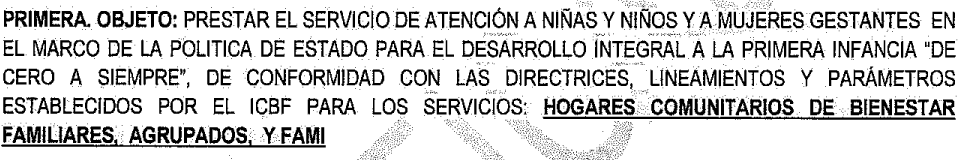 PRIMERA. OBJETO: PRESTAR EL SERVICIO DE ATENCIÓN A NIÑAS Y NIÑOS Y A MUJERES GESTANTES EN
EL MARCO DE LA POLITICA DE ESTADO PARA EL DESARROLLO INTEGRAL A LA PRIMERA INFANCIA "DE
CERO A SIEMPRE", DE CONFORMIDAD CON LAS DIRECTRICES, LINEAMIENTOS Y PARÁMETROS
ESTABLECIDOS POR EL ICBF PARA LOS SERVICIOS: HOGARES COMUNITARIOS DE BIENESTAR
FAMILIARES, AGRUPADOS, Y FAMI